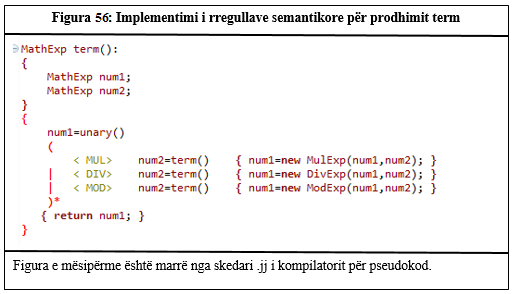 Figura 56: Implementimi i rregullave semantikore për prodhimit term
MathExp term():
{
MathExp num1;
MathExp num2;
}
{
num1=unary()
(
< MUL> num2=term() { num1=new MulExp(num1,num2); }
| < DIV> num2=term() { num1=new DivExp(num1,num2); }
| < MOD> num2=term() { num1=new ModExp(num1,num2); }
)*
{ return num1; }
}
Figura e mësipërme është marrë nga skedari .jj i kompilatorit për pseudokod.